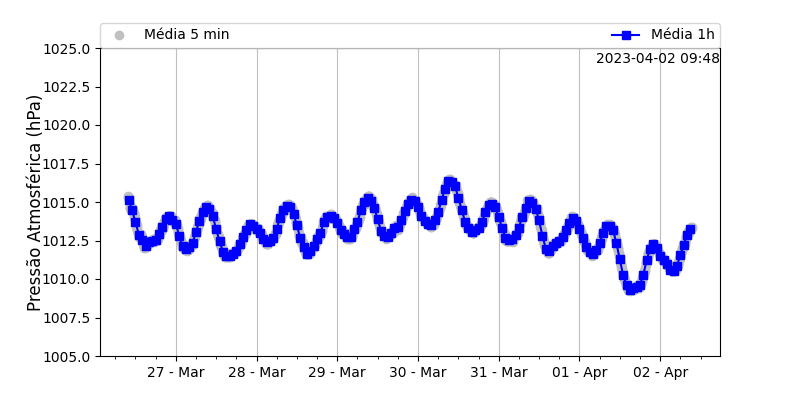 Média 5 min
Média 1h
2023-04-02 09:48
Pressão Atmosférica (hPa)
1025.0
1022.5
1020.0
1017.5
1015.0
1012.5
1010.0
1007.5
1005.0
27 - Mar
28 - Mar
29 - Mar
30 - Mar
31 - Mar
01 - Apr
02 - Apr